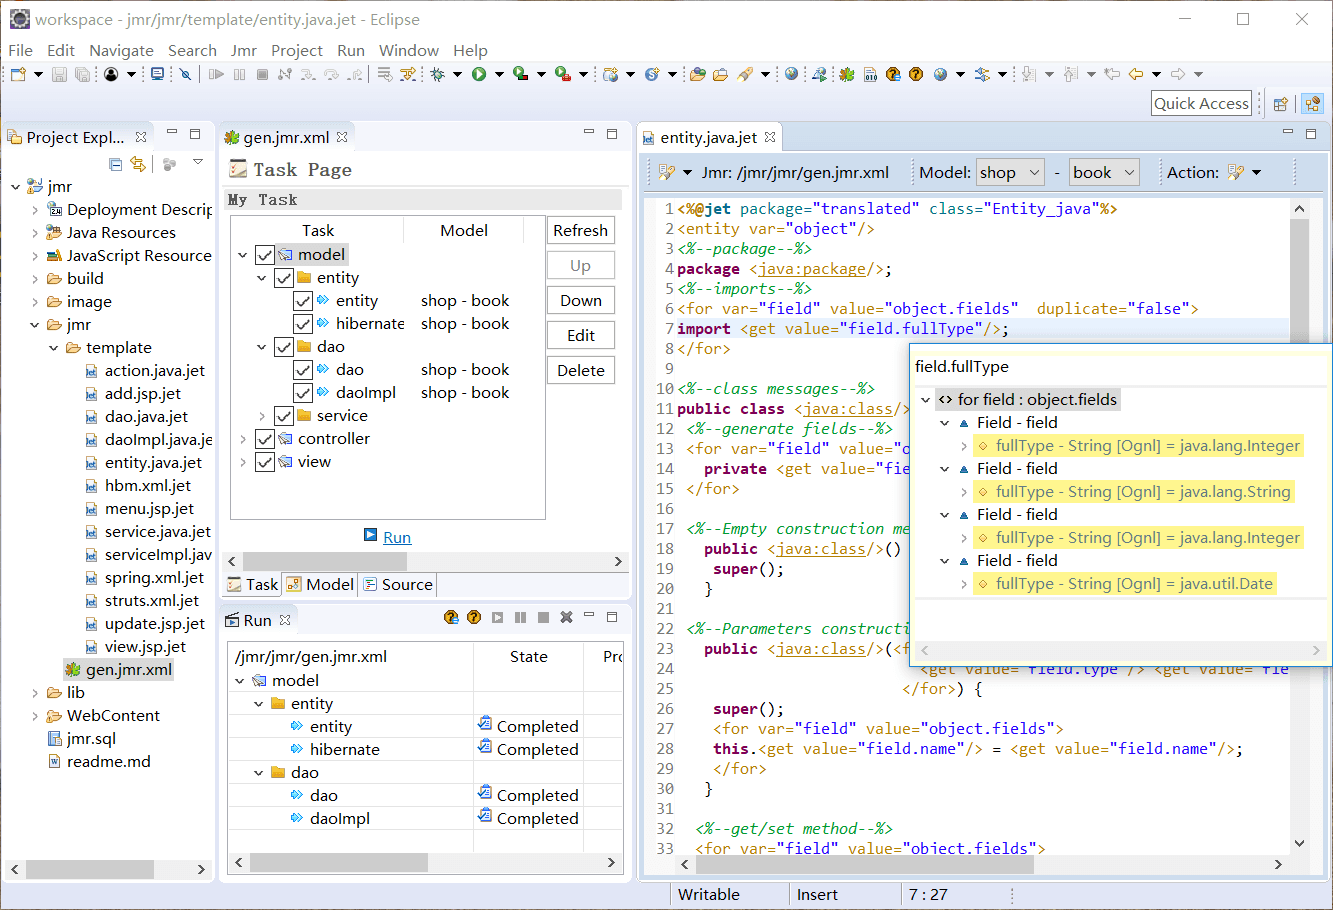 workspace - jmr/jmr/template/entity.java.jet - Eclipse
File Edit Navigate Search Jmr Project Run Window Help
Quick Access
Project Expl...
jmr
Deployment Descrip
Java Resources
JavaScript Resource
build
image
jmr
template
action.java.jet
add.jsp.jet
dao.java.jet
daoImpl.java.je
entity.java.jet
hbm.xml.jet
menu.jsp.jet
service.java.jet
serviceImpl.jav
spring.xml.jet
struts.xml.jet
update.jsp.jet
view.jsp.jet
gen.jmr.xml
lib
WebContent
jmr.sql
readme.md
gen.jmr.xml
Task Page
My Task
Task Model
model
entity
entity shop - book
hibernate shop - book
dao
dao shop - book
daoImpl shop - book
service
controller
view
Refresh
Up
Down
Edit
Delete
Run
Task Model Source
Run
/jmr/jmr/gen.jmr.xml State Pro
model
entity
entity Completed
hibernate Completed
dao
dao Completed
daoImpl Completed
entity.java.jet
Jmr: /jmr/jmr/gen.jmr.xml Model: shop - book Action:
1 <%@jet package="translated" class="Entity_java"%>
2 <entity var="object"/>
3 <%--package--%>
4 package <java:package/>;
5 <%--imports--%>
6 <for var="field" value="object.fields"  duplicate="false">
7 import <get value="field.fullType"/>;
8 </for>
9
10 <%--class messages--%>
11 public class <java:class/>
12 <%--generate fields--%>
13 <for var="field" value="o
14 private <get value="fie
15 </for>
16
17 <%--Empty construction me
18 public <java:class/>()
19 super();
20 }
21
22 <%--Parameters constructi
23 public <java:class/>(<f
24 <get value="field.type"/> <get value="fie
25 </for>) {
26 super();
27 <for var="field" value="object.fields">
28 this.<get value="field.name"/> = <get value="field.name"/>;
29 </for>
30 }
31
32 <%--get/set method--%>
33 <for var="field" value="object.fields">
field.fullType
<> for field : object.fields
Field - field
fullType - String [Ognl] = java.lang.Integer
Field - field
fullType - String [Ognl] = java.lang.String
Field - field
fullType - String [Ognl] = java.lang.Integer
Field - field
fullType - String [Ognl] = java.util.Date
Writable Insert 7 : 27